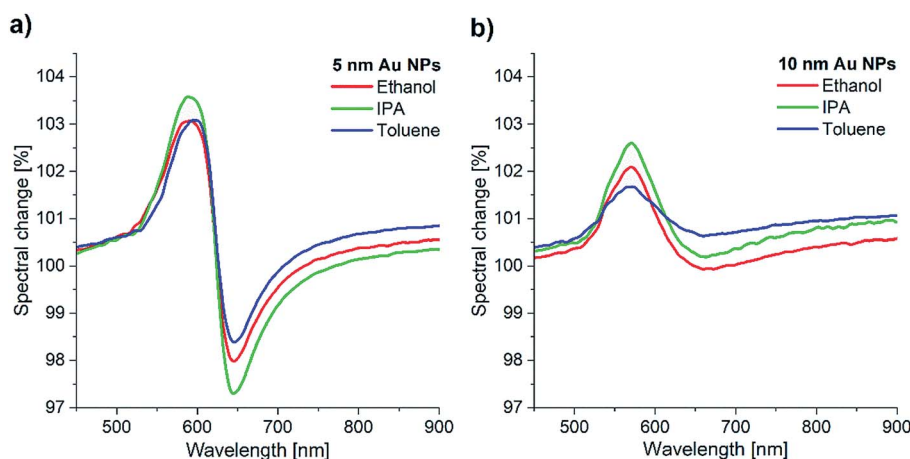 a)
5 nm Au NPs
Ethanol
IPA
Toluene
104
103
102
101
100
99
98
97
Spectral change [%]
500
600
700
800
900
Wavelength [nm]
b)
10 nm Au NPs
Ethanol
IPA
Toluene
104
103
102
101
100
99
98
97
Spectral change [%]
500
600
700
800
900
Wavelength [nm]